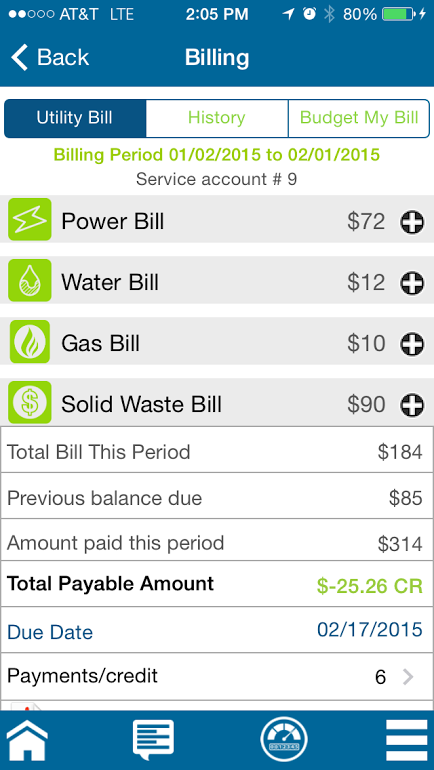 AT&T LTE 2:05 PM 80%
Back Billing
Utility Bill History Budget My Bill
Billing Period 01/02/2015 to 02/01/2015
Service account # 9
Power Bill $72
Water Bill $12
Gas Bill $10
Solid Waste Bill $90
Total Bill This Period $184
Previous balance due $85
Amount paid this period $314
Total Payable Amount $-25.26 CR
Due Date 02/17/2015
Payments/credit 6